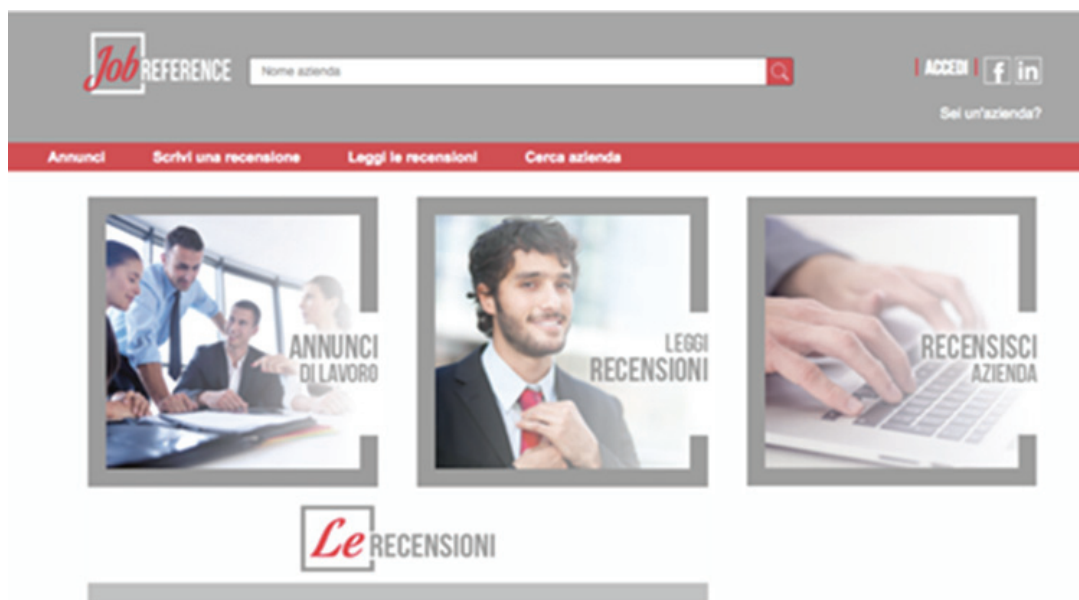 Job REFERENCE
Nome azienda
| ACCEDI |
f in
Sei un'azienda?
Annunci Scrivi una recensione Leggi le recensioni Cerca azienda
ANNUNCI
DI LAVORO
LEGGI
RECENSIONI
RECENSISCI
AZIENDA
Le RECENSIONI